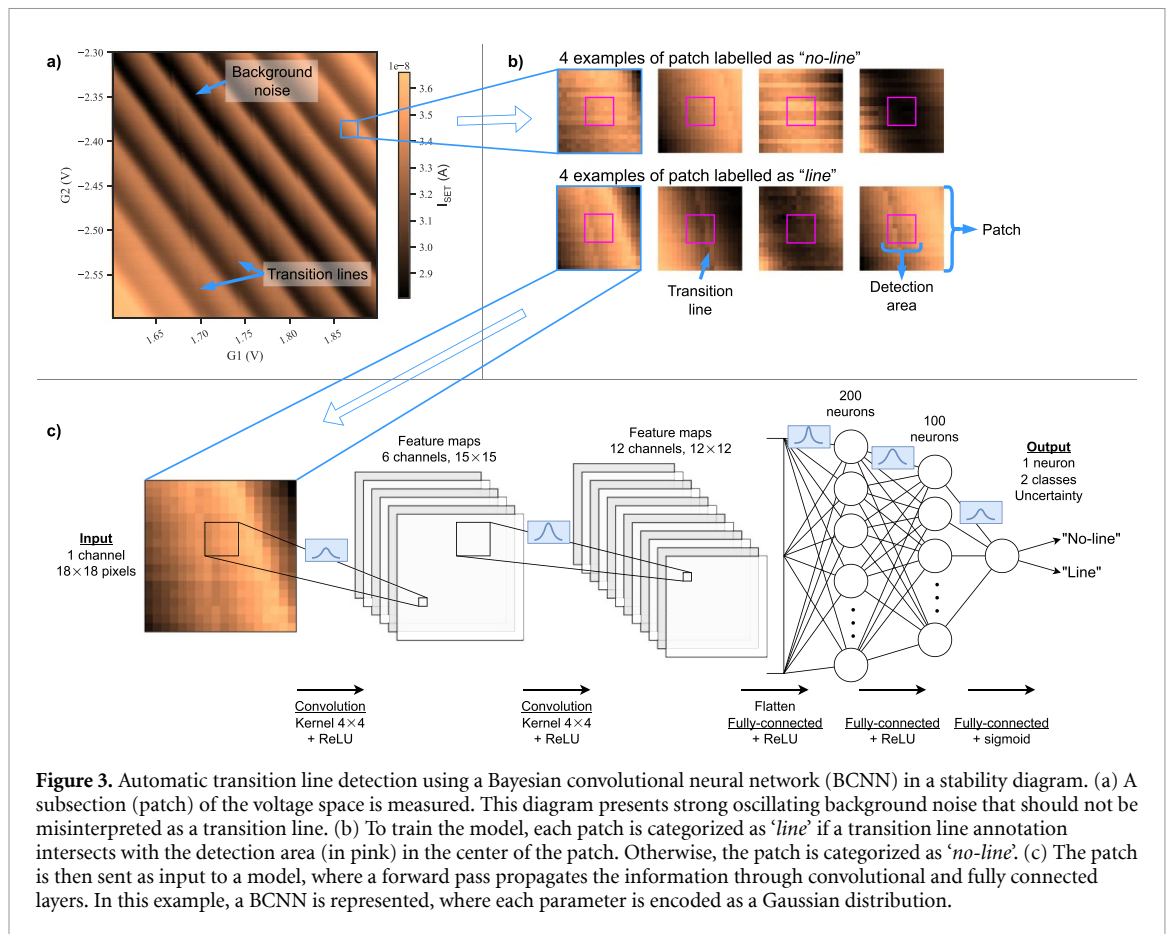 a)
−2.30
−2.35
−2.40
−2.45
−2.50
−2.55
G2 (V)
1.65
1.70
1.75
1.80
1.85
G1 (V)
Background
noise
Transition lines
1e−8
3.6
3.5
3.4
3.3
3.2
3.1
3.0
2.9
I_SET (A)
b)
4 examples of patch labelled as “no-line”
4 examples of patch labelled as “line”
Patch
Transition
line
Detection
area
c)
Input
1 channel
18×18 pixels
Feature maps
6 channels, 15×15
Feature maps
12 channels, 12×12
200
neurons
100
neurons
Output
1 neuron
2 classes
Uncertainty
"No-line"
"Line"
Convolution
Kernel 4×4
+ ReLU
Convolution
Kernel 4×4
+ ReLU
Flatten
Fully-connected
+ ReLU
Fully-connected
+ ReLU
Fully-connected
+ sigmoid
Figure 3. Automatic transition line detection using a Bayesian convolutional neural network (BCNN) in a stability diagram. (a) A
subsection (patch) of the voltage space is measured. This diagram presents strong oscillating background noise that should not be
misinterpreted as a transition line. (b) To train the model, each patch is categorized as ‘line’ if a transition line annotation
intersects with the detection area (in pink) in the center of the patch. Otherwise, the patch is categorized as ‘no-line’. (c) The patch
is then sent as input to a model, where a forward pass propagates the information through convolutional and fully connected
layers. In this example, a BCNN is represented, where each parameter is encoded as a Gaussian distribution.